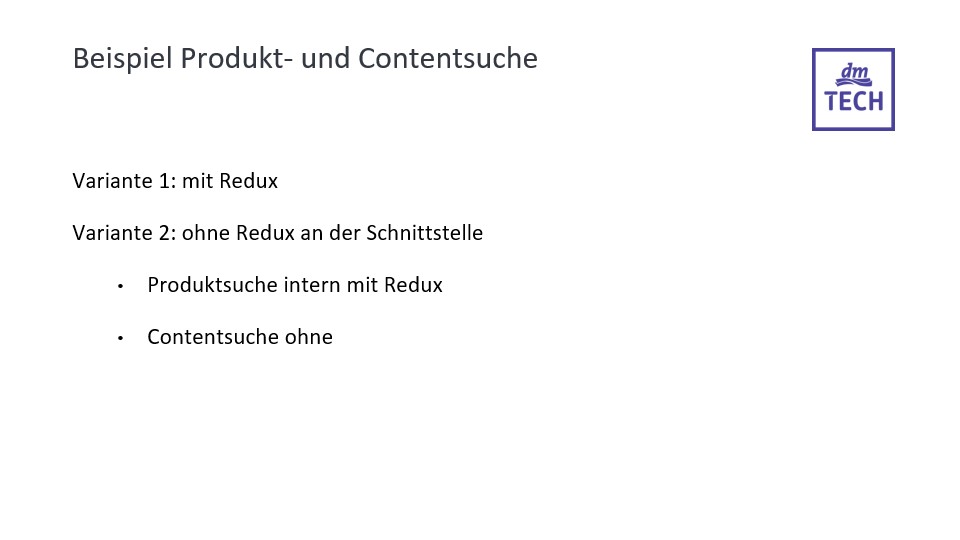 Beispiel Produkt- und Contentsuche
dm
TECH
Variante 1: mit Redux
Variante 2: ohne Redux an der Schnittstelle
• Produktsuche intern mit Redux
• Contentsuche ohne